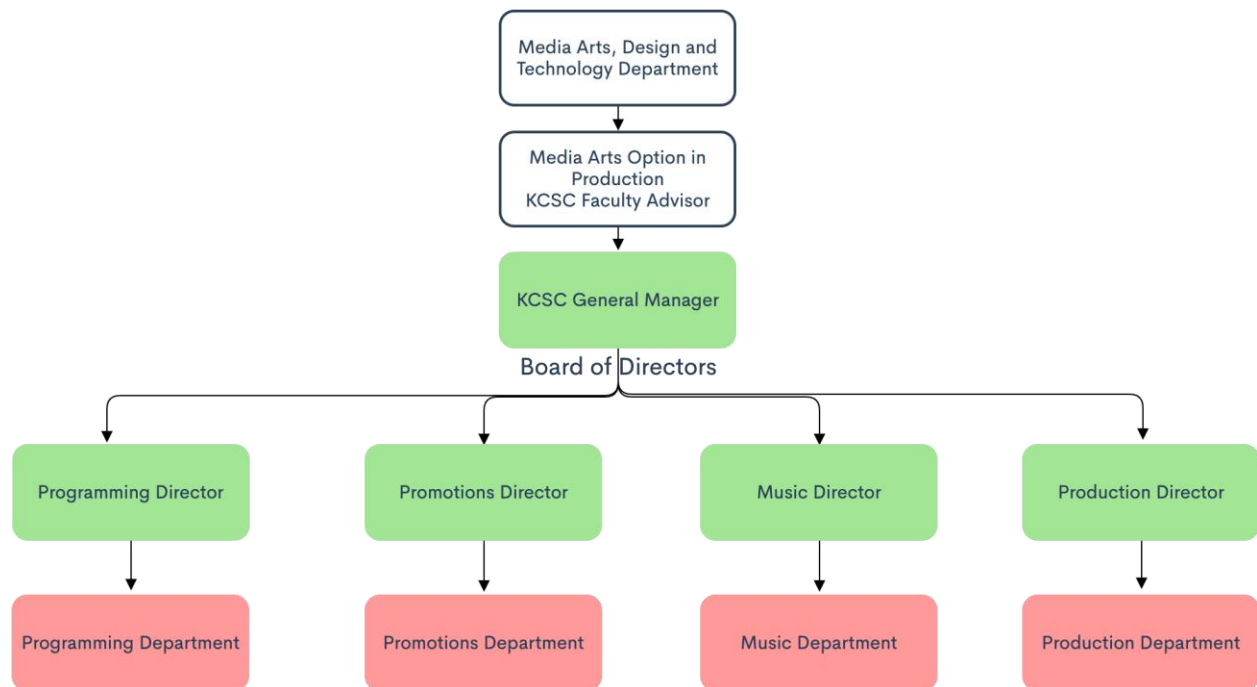 Media Arts, Design and
Technology Department
Media Arts Option in
Production
KCSC Faculty Advisor
KCSC General Manager
Board of Directors
Programming Director
Promotions Director
Music Director
Production Director
Programming Department
Promotions Department
Music Department
Production Department